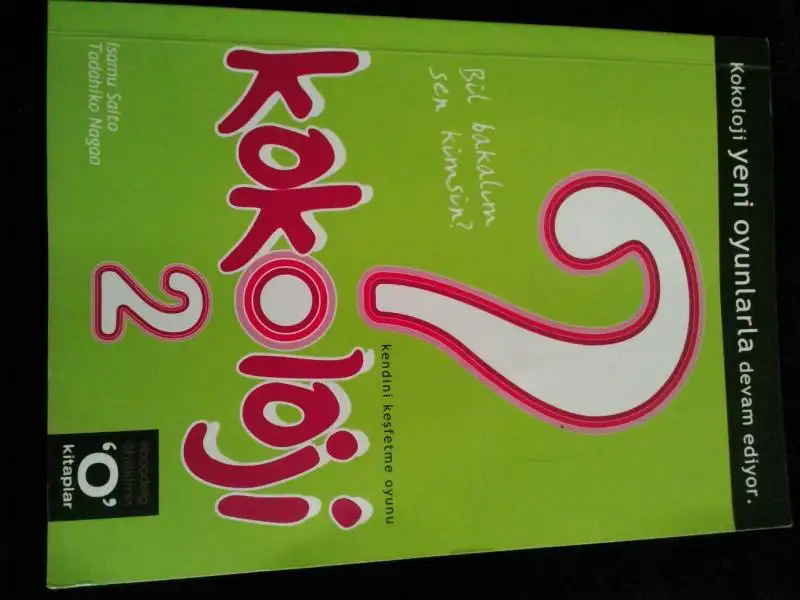 Kokoloji yeni oyunlarla devam ediyor.
Bil bakalım
sen kimsin?
kendini keşfetme oyunu
kokoloji
2
Isamu Saito
Tadahiko Nagao
'O'
kitaplar